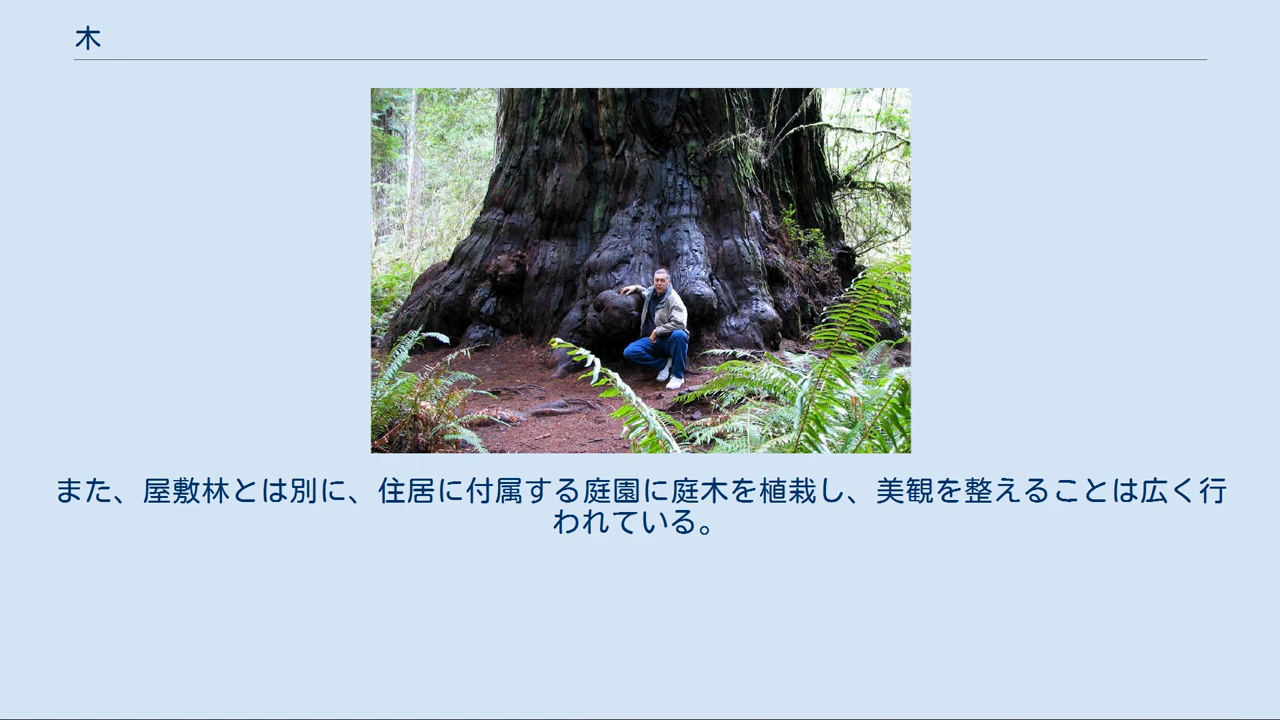 木
また、屋敷林とは別に、住居に付属する庭園に庭木を植栽し、美観を整えることは広く行
われている。